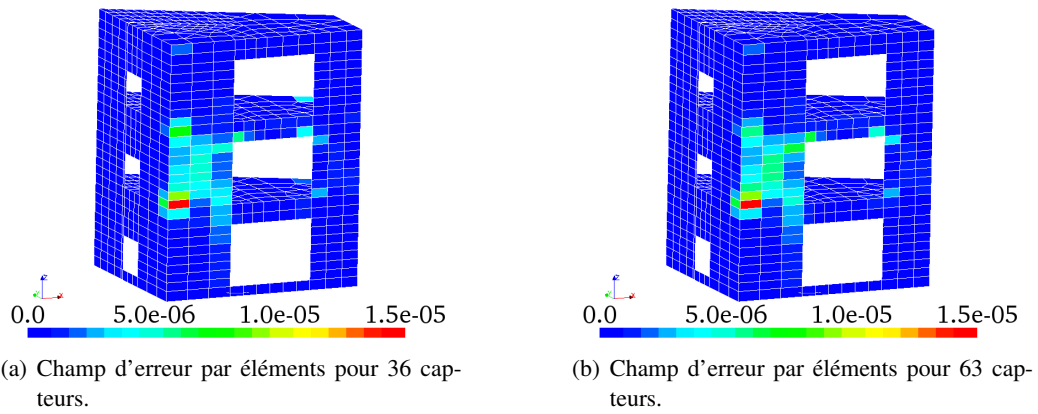 z
Y
x
0.0 5.0e-06 1.0e-05 1.5e-05
(a) Champ d'erreur par éléments pour 36 cap-
teurs.
z
Y
x
0.0 5.0e-06 1.0e-05 1.5e-05
(b) Champ d'erreur par éléments pour 63 cap-
teurs.